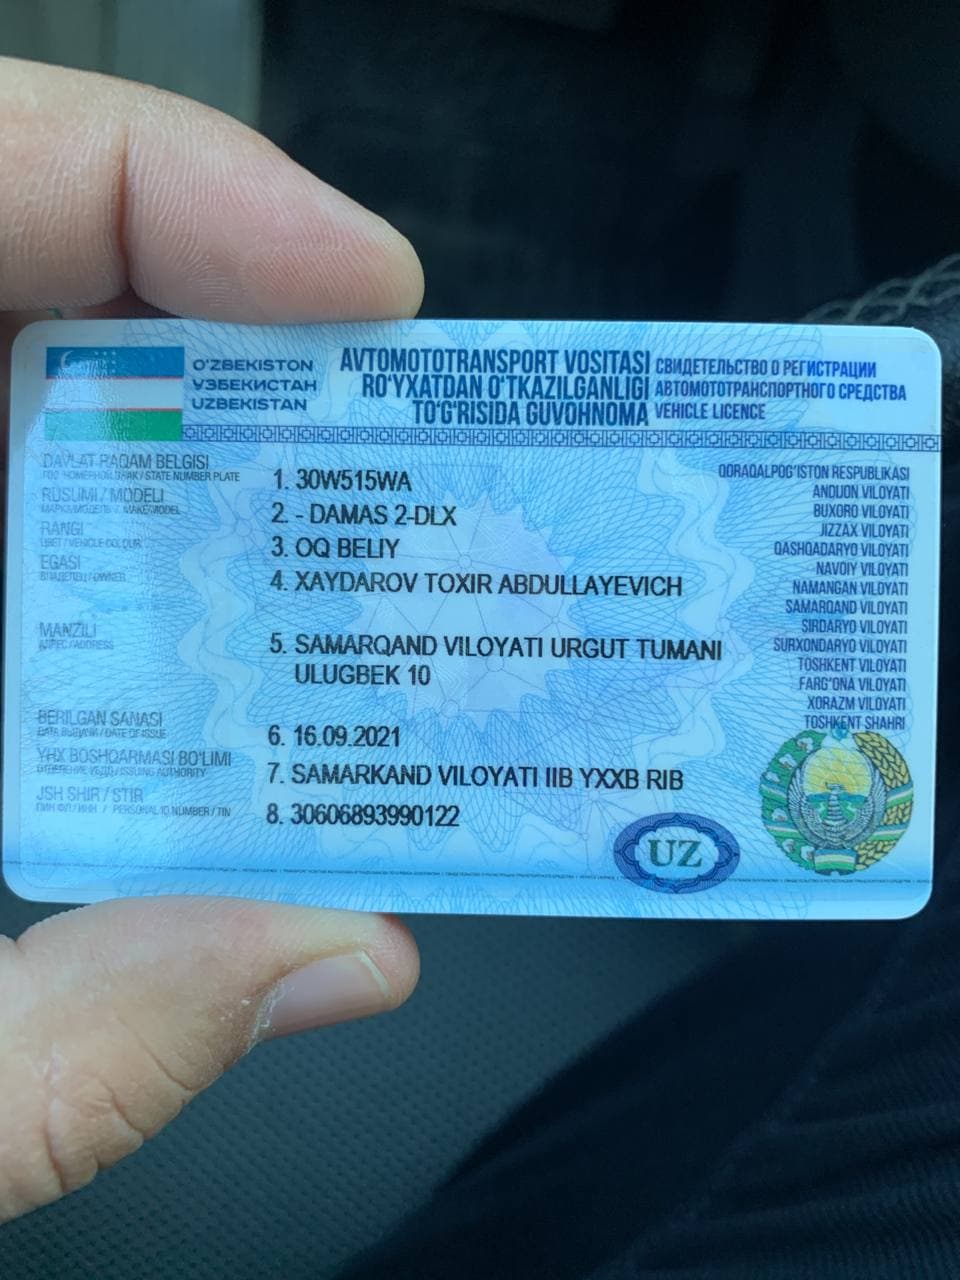 O'ZBEKISTON
ЎЗБЕКИСТАН
UZBEKISTAN
AVTOMOTOTRANSPORT VOSITASI
RO'YXATDAN O'TKAZILGANLIGI
TO'G'RISIDA GUVOHNOMA
СВИДЕТЕЛЬСТВО О РЕГИСТРАЦИИ
АВТОМОТОТРАНСПОРТНОГО СРЕДСТВА
VEHICLE LICENCE
DAVLAT RAQAM BELGISI
STATE NUMBER PLATE
1. 30W515WA
RUSUMI / MODELI
МАРКА/МОДЕЛЬ / MAKE/MODEL
2. - DAMAS 2-DLX
RANGI
ЦВЕТ / VEHICLE COLOUR
3. OQ BELIY
EGASI
ВЛАДЕЛЕЦ / OWNER
4. XAYDAROV TOXIR ABDULLAYEVICH
MANZILI
АДРЕС / ADDRESS
5. SAMARQAND VILOYATI URGUT TUMANI
ULUGBEK 10
BERILGAN SANASI
ДАТА ВЫДАЧИ / DATE OF ISSUE
6. 16.09.2021
YHX BOSHQARMASI BO'LIMI
ОТДЕЛЕНИЕ УБДД / ISSUING AUTHORITY
7. SAMARKAND VILOYATI IIB YXXB RIB
JSH SHIR / STIR
ПИНФЛ / ИНН / PERSONAL ID NUMBER / TIN
8. 30606893990122
QORAQALPOG'ISTON RESPUBLIKASI
ANDIJON VILOYATI
BUXORO VILOYATI
JIZZAX VILOYATI
QASHQADARYO VILOYATI
NAVOIY VILOYATI
NAMANGAN VILOYATI
SAMARQAND VILOYATI
SIRDARYO VILOYATI
SURXONDARYO VILOYATI
TOSHKENT VILOYATI
FARG'ONA VILOYATI
XORAZM VILOYATI
TOSHKENT SHAHRI
UZ